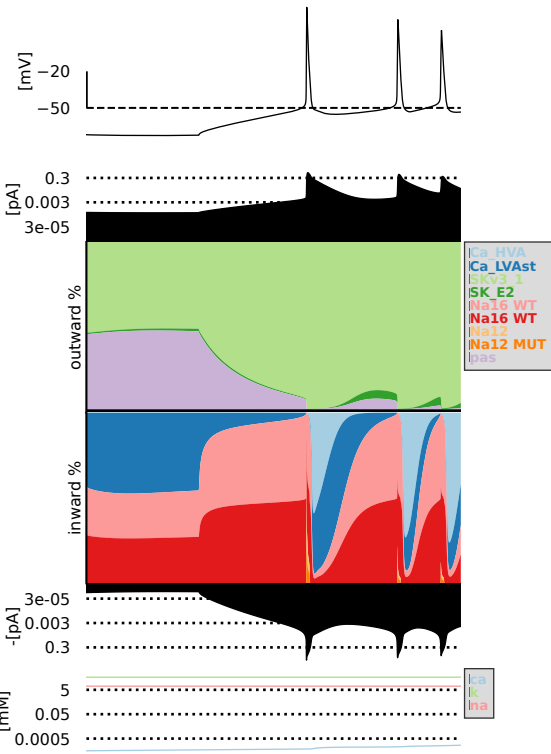 [mV]
−20
−50
[pA]
0.3
0.003
3e-05
outward %
Ca_HVA
Ca_LVAst
SKv3_1
SK_E2
Na16 WT
Na16 WT
Na12
Na12 MUT
pas
inward %
-[pA]
3e-05
0.003
0.3
[mM]
5
0.05
0.0005
ca
k
na